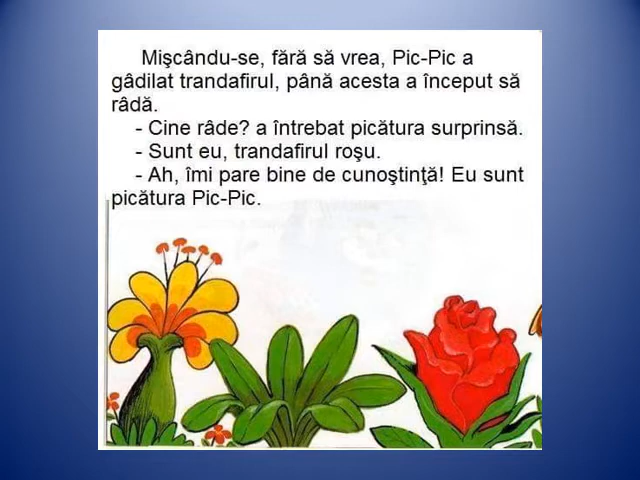 Mişcându-se, fără să vrea, Pic-Pic a
gâdilat trandafirul, până acesta a început să
râdă.
- Cine râde? a întrebat picătura surprinsă.
- Sunt eu, trandafirul roşu.
- Ah, îmi pare bine de cunoştinţă! Eu sunt
picătura Pic-Pic.